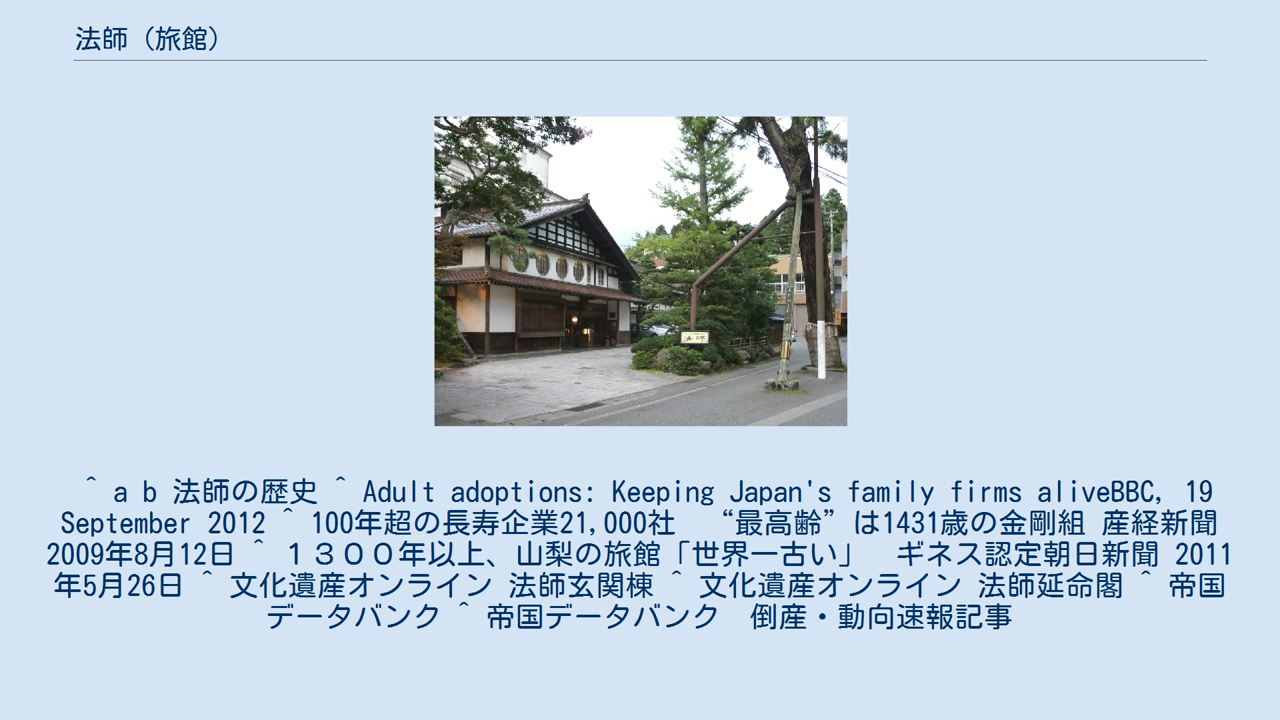 法師（旅館）
^ a b 法師の歴史 ^ Adult adoptions: Keeping Japan's family firms aliveBBC, 19
September 2012 ^ 100年超の長寿企業21,000社　“最高齢”は1431歳の金剛組 産経新聞
2009年8月12日 ^ １３００年以上、山梨の旅館「世界一古い」　ギネス認定朝日新聞 2011
年5月26日 ^ 文化遺産オンライン 法師玄関棟 ^ 文化遺産オンライン 法師延命閣 ^ 帝国
データバンク ^ 帝国データバンク　倒産・動向速報記事